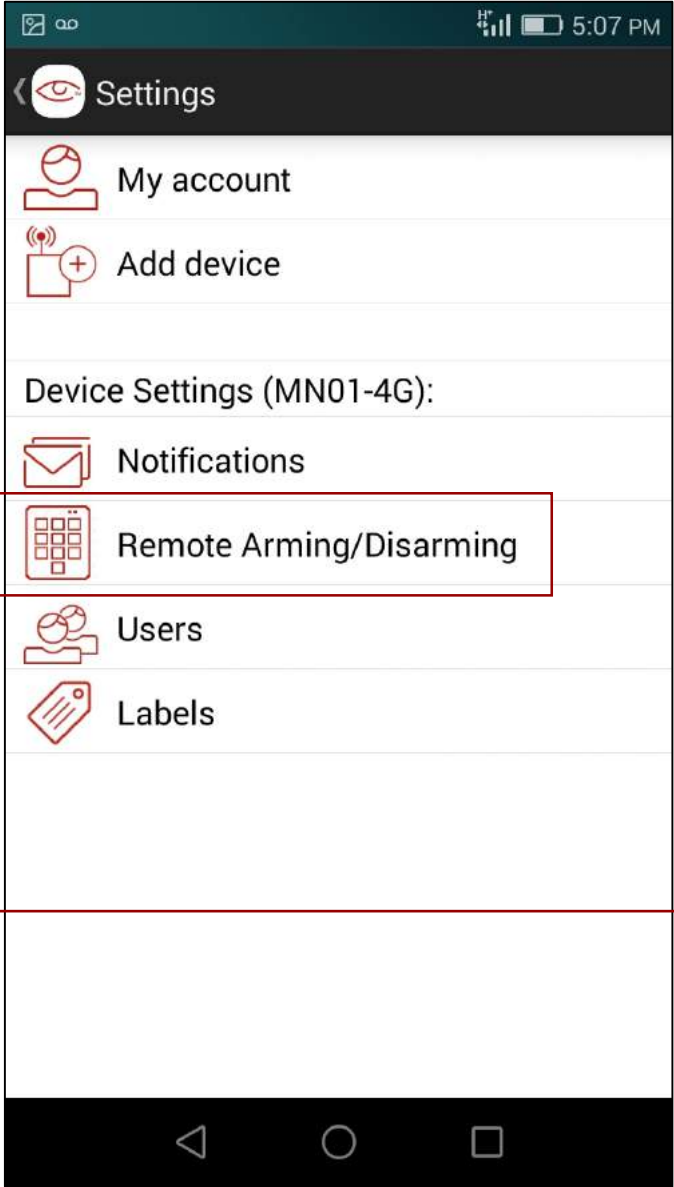 H+ 5:07 PM
Settings
My account
Add device
Device Settings (MN01-4G):
Notifications
Remote Arming/Disarming
Users
Labels